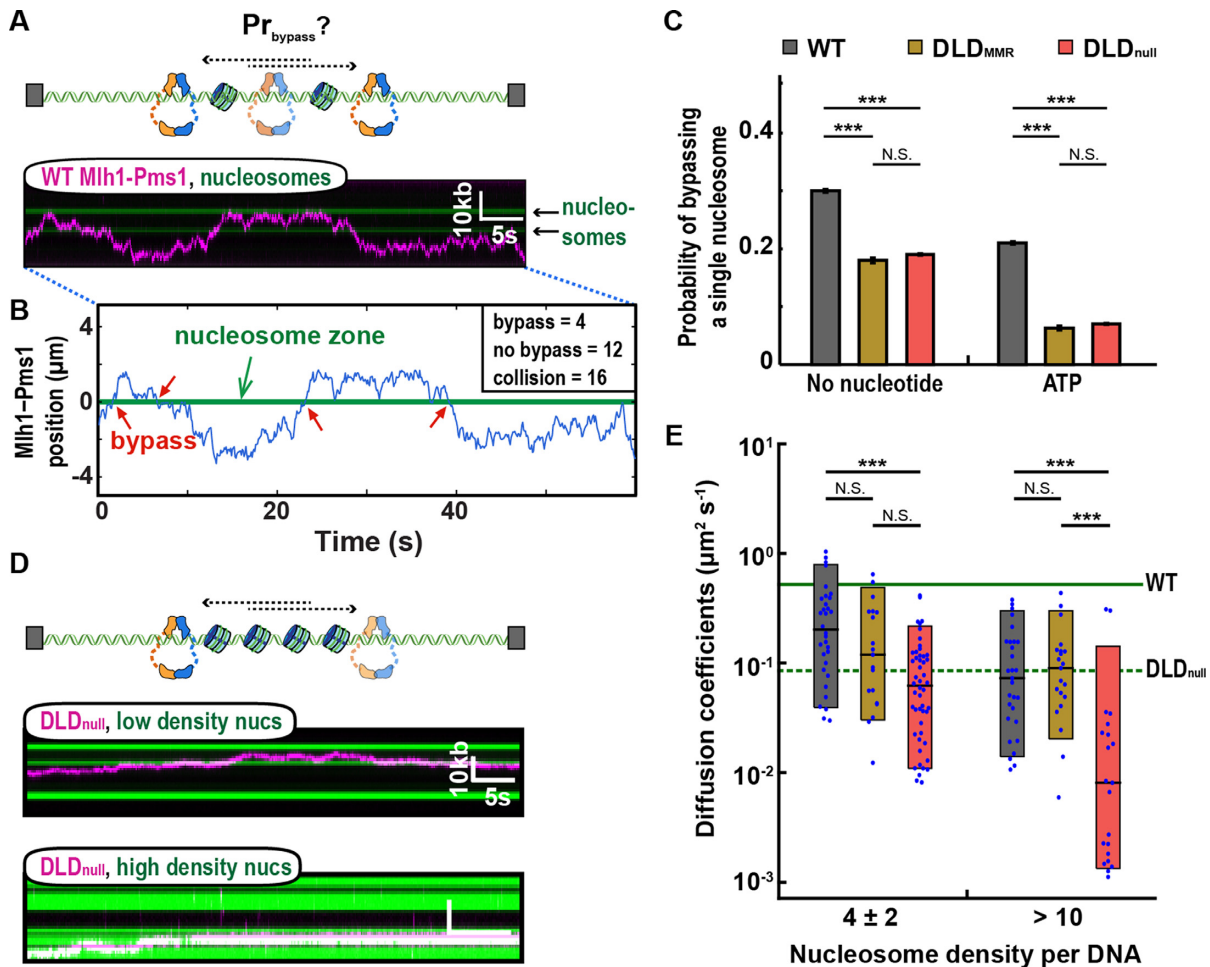 A
Pr bypass ?
WT Mlh1-Pms1, nucleosomes
10kb
5s
nucleo-
somes
B
4
0
-4
Mlh1–Pms1
position (µm)
nucleosome zone
bypass
bypass = 4
no bypass = 12
collision = 16
0 20 40
Time (s)
C
WT DLD MMR DLD null
*** *** N.S. *** *** N.S.
0.4
0.2
0
Probability of bypassing
a single nucleosome
No nucleotide ATP
D
DLD null, low density nucs
10kb
5s
DLD null, high density nucs
E
10¹
10⁰
10⁻¹
10⁻²
10⁻³
Diffusion coefficients (µm² s⁻¹)
*** N.S. N.S. *** N.S. ***
WT
DLD null
4 ± 2 > 10
Nucleosome density per DNA